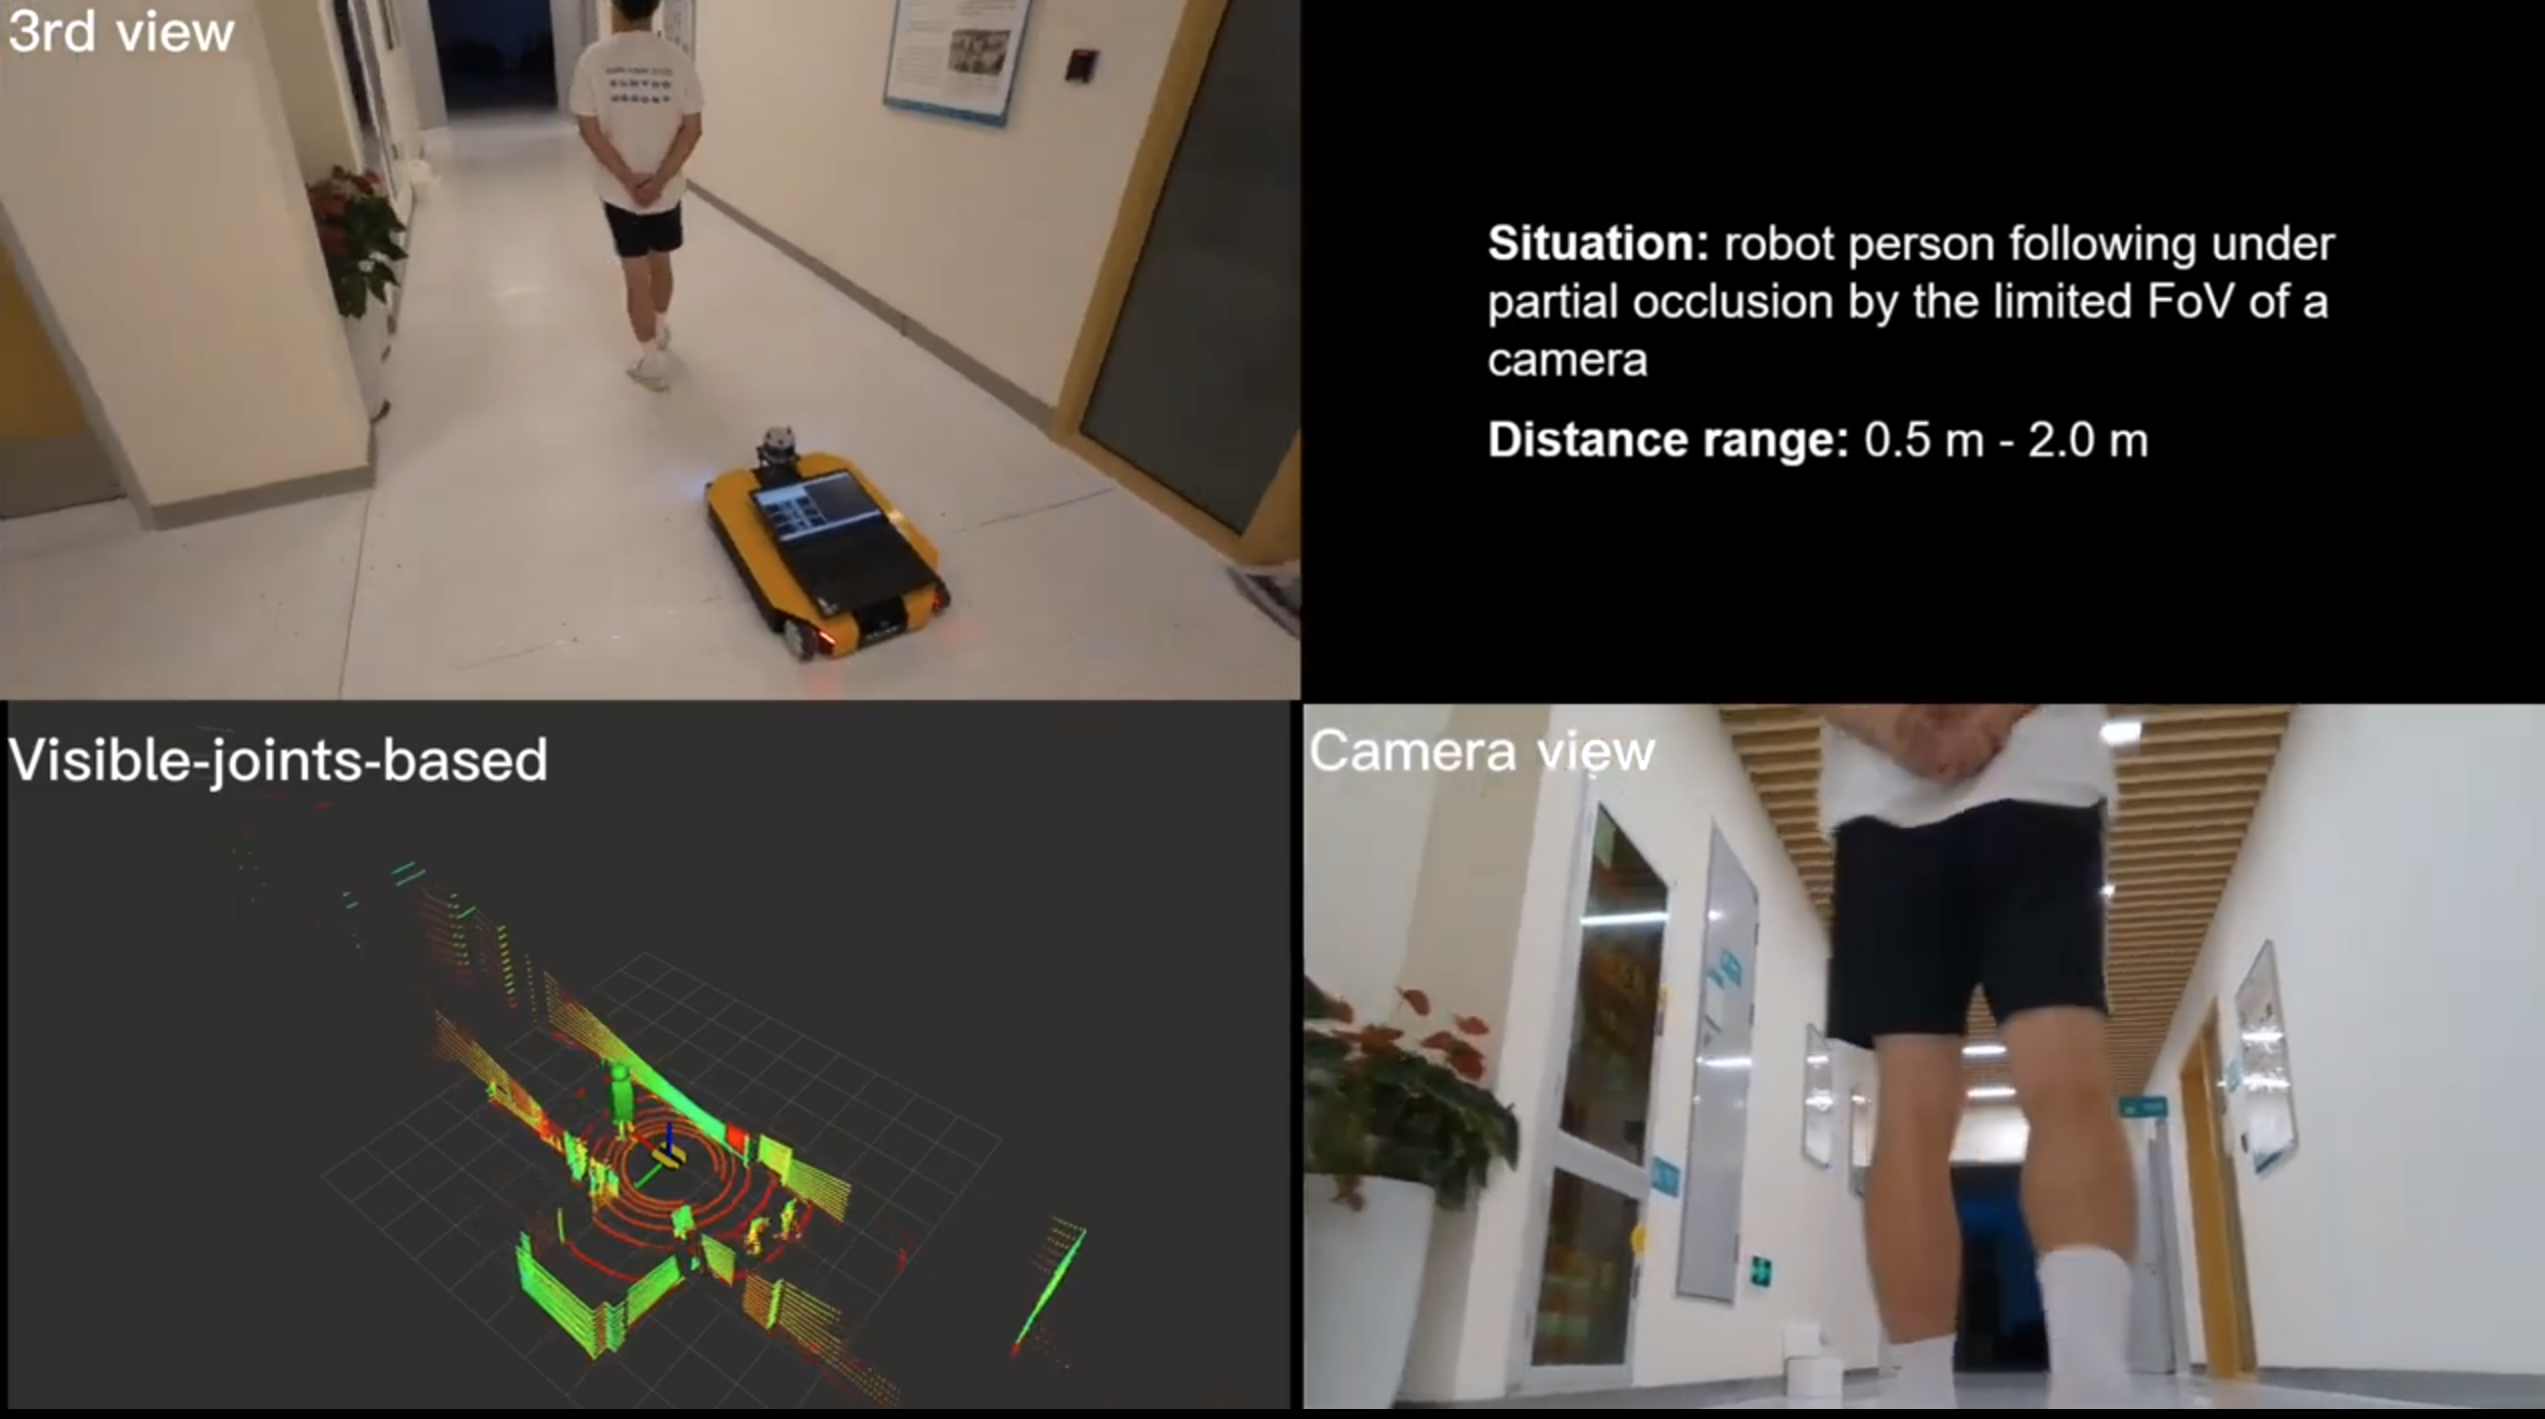 3rd view
Situation: robot person following under
partial occlusion by the limited FoV of a
camera
Distance range: 0.5 m - 2.0 m
Visible-joints-based
Camera view